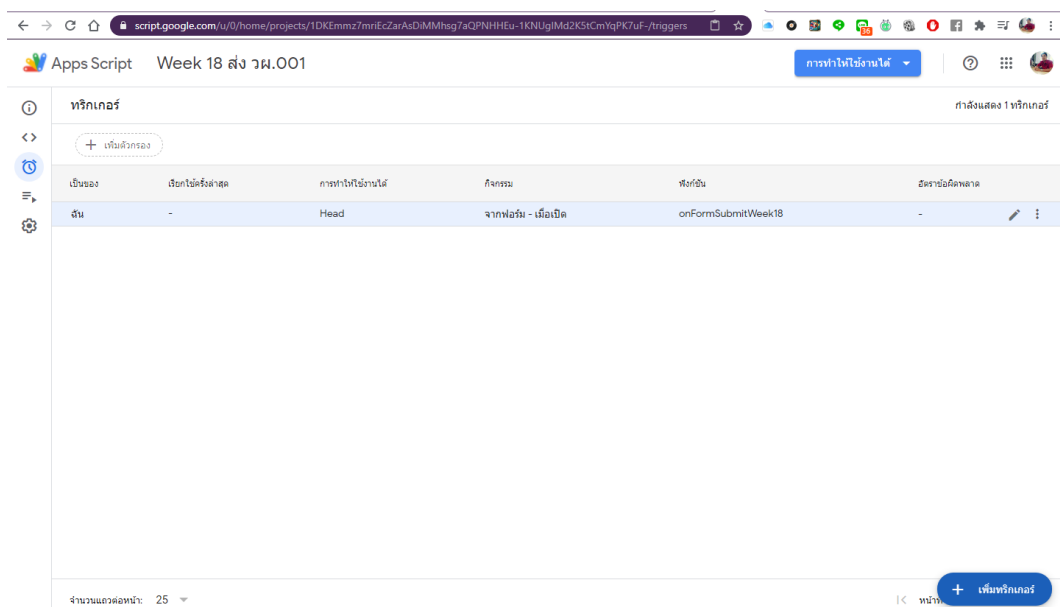 script.google.com/u/0/home/projects/1DKEmmz7mriEcZarAsDiMMhsg7aQPNHHEu-1KNUgIMd2K5tCmYqPK7uF-/triggers
36
Apps Script Week 18 ส่ง วผ.001 การทำให้ใช้งานได้
ทริกเกอร์ กำลังแสดง 1 ทริกเกอร์
+ เพิ่มตัวกรอง
เป็นของ เรียกใช้ครั้งล่าสุด การทำให้ใช้งานได้ กิจกรรม ฟังก์ชัน อัตราข้อผิดพลาด
ฉัน - Head จากฟอร์ม - เมื่อเปิด onFormSubmitWeek18 -
จำนวนแถวต่อหน้า: 25
+ เพิ่มทริกเกอร์